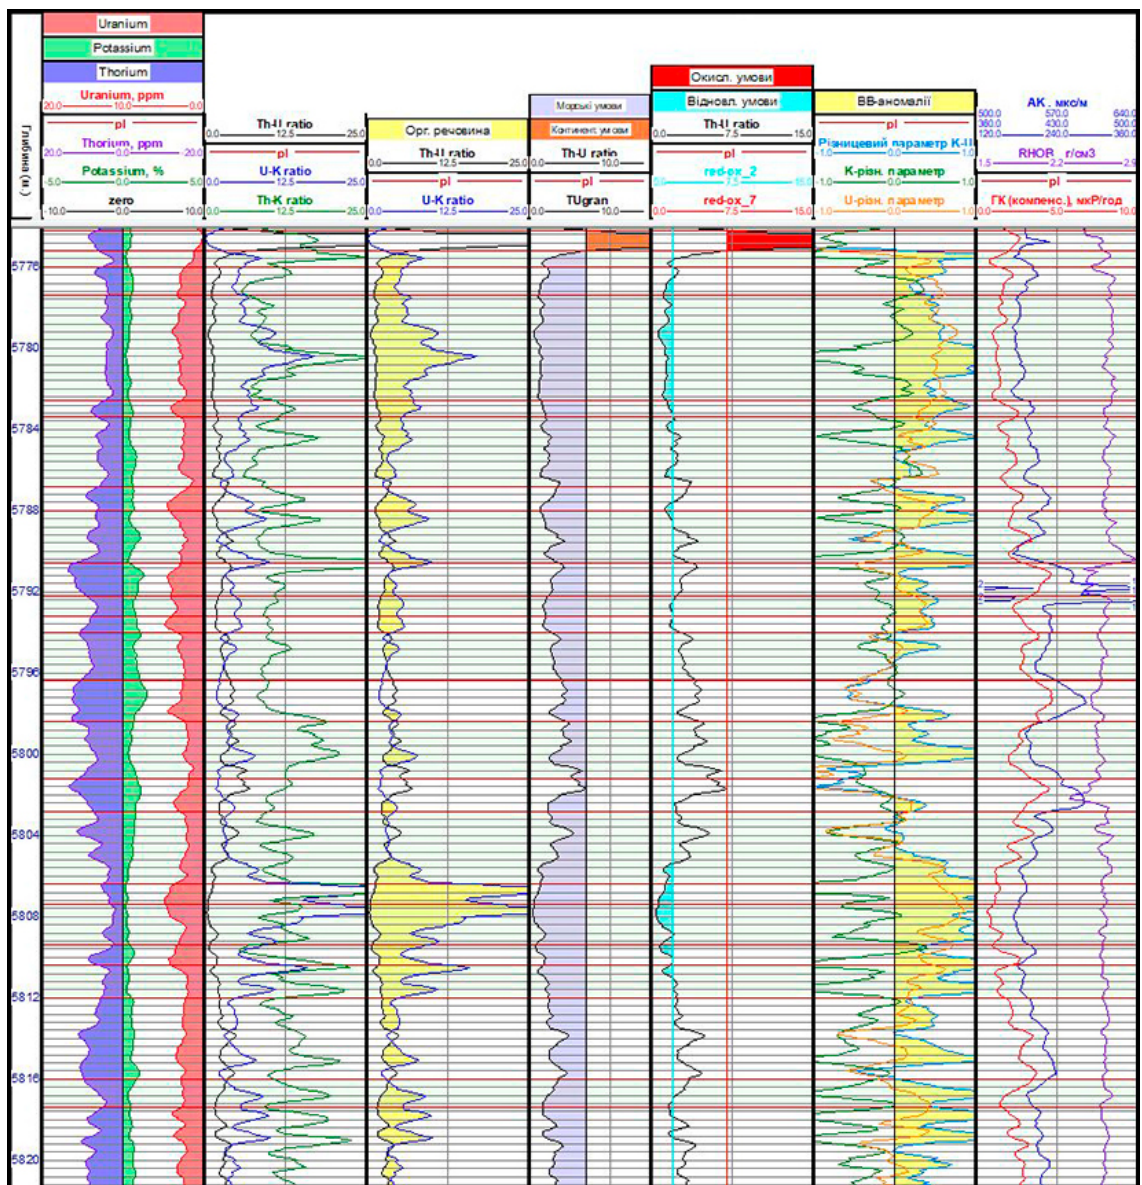 Uranium
Potassium
Thorium
Uranium, ppm
20.0 10.0 0.0
pl
Thorium, ppm
20.0 0.0 -20.0
Potassium, %
-5.0 0.0 5.0
zero
-10.0 10.0
Глибина (м)
Th-U ratio
0.0 12.5 25.0
pl
U-K ratio
0.0 12.5 25.0
Th-K ratio
0.0 12.5 25.0
Орг. речовина
Th-U ratio
0.0 12.5 25.0
pl
U-K ratio
0.0 12.5 25.0
Морські умови
Континент. умови
Th-U ratio
0.0 10.0
pl
TUgran
0.0 10.0
Окисл. умови
Відновл. умови
Th-U ratio
0.0 7.5 15.0
pl
red-ox_2
0.0 7.5 15.0
red-ox_7
0.0 7.5 15.0
ВВ-аномалії
pl
Різницевий параметр K-U
-1.0 0.0 1.0
К-різн. параметр
-1.0 0.0 1.0
U-різн. параметр
-1.0 0.0 1.0
АК . мкс/м
500.0 570.0 640.0
360.0 430.0 500.0
120.0 240.0 360.0
RHOB г/см3
1.5 2.2 2.9
pl
ГК (компенс.), мкР/год
0.0 5.0 10.0
5776
5780
5784
5788
5792
5796
5800
5804
5808
5812
5816
5820